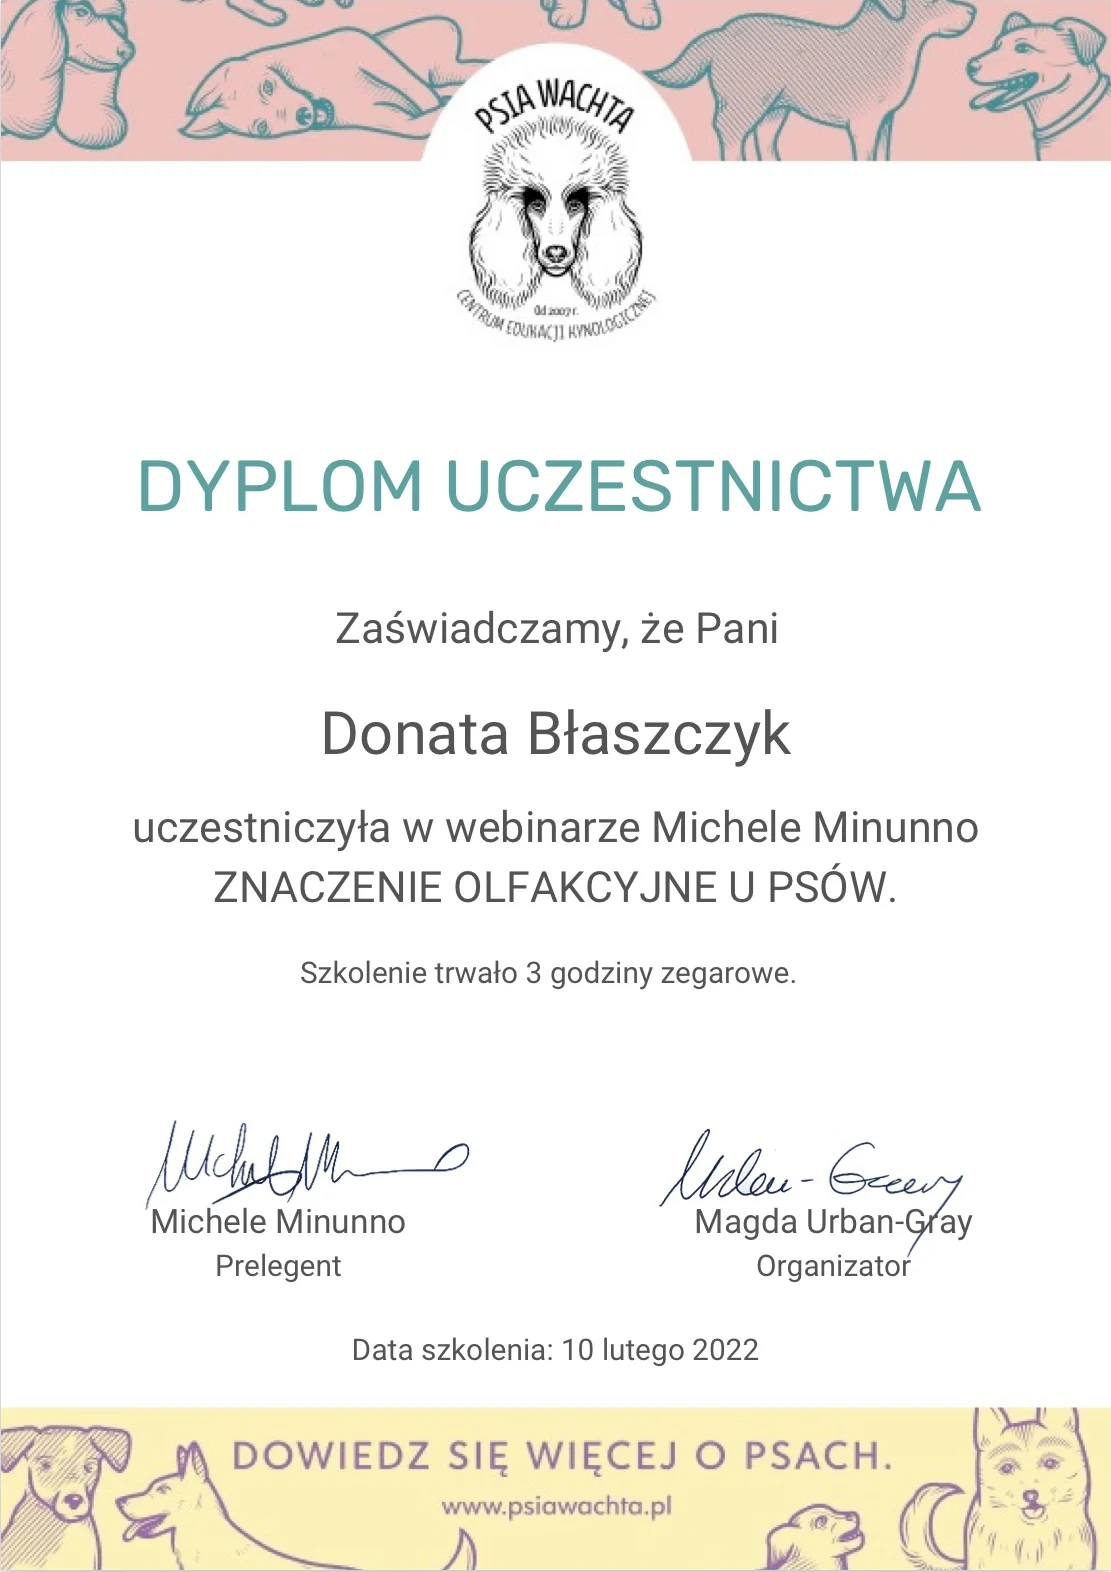 PSIA WACHTA
Od 2007 r.
CENTRUM EDUKACJI KYNOLOGICZNEJ
DYPLOM UCZESTNICTWA
Zaświadczamy, że Pani
Donata Błaszczyk
uczestniczyła w webinarze Michele Minunno
ZNACZENIE OLFAKCYJNE U PSÓW.
Szkolenie trwało 3 godziny zegarowe.
Michele Minunno Magda Urban-Gray
Prelegent Organizator
Data szkolenia: 10 lutego 2022
DOWIEDZ SIĘ WIĘCEJ O PSACH.
www.psiawachta.pl